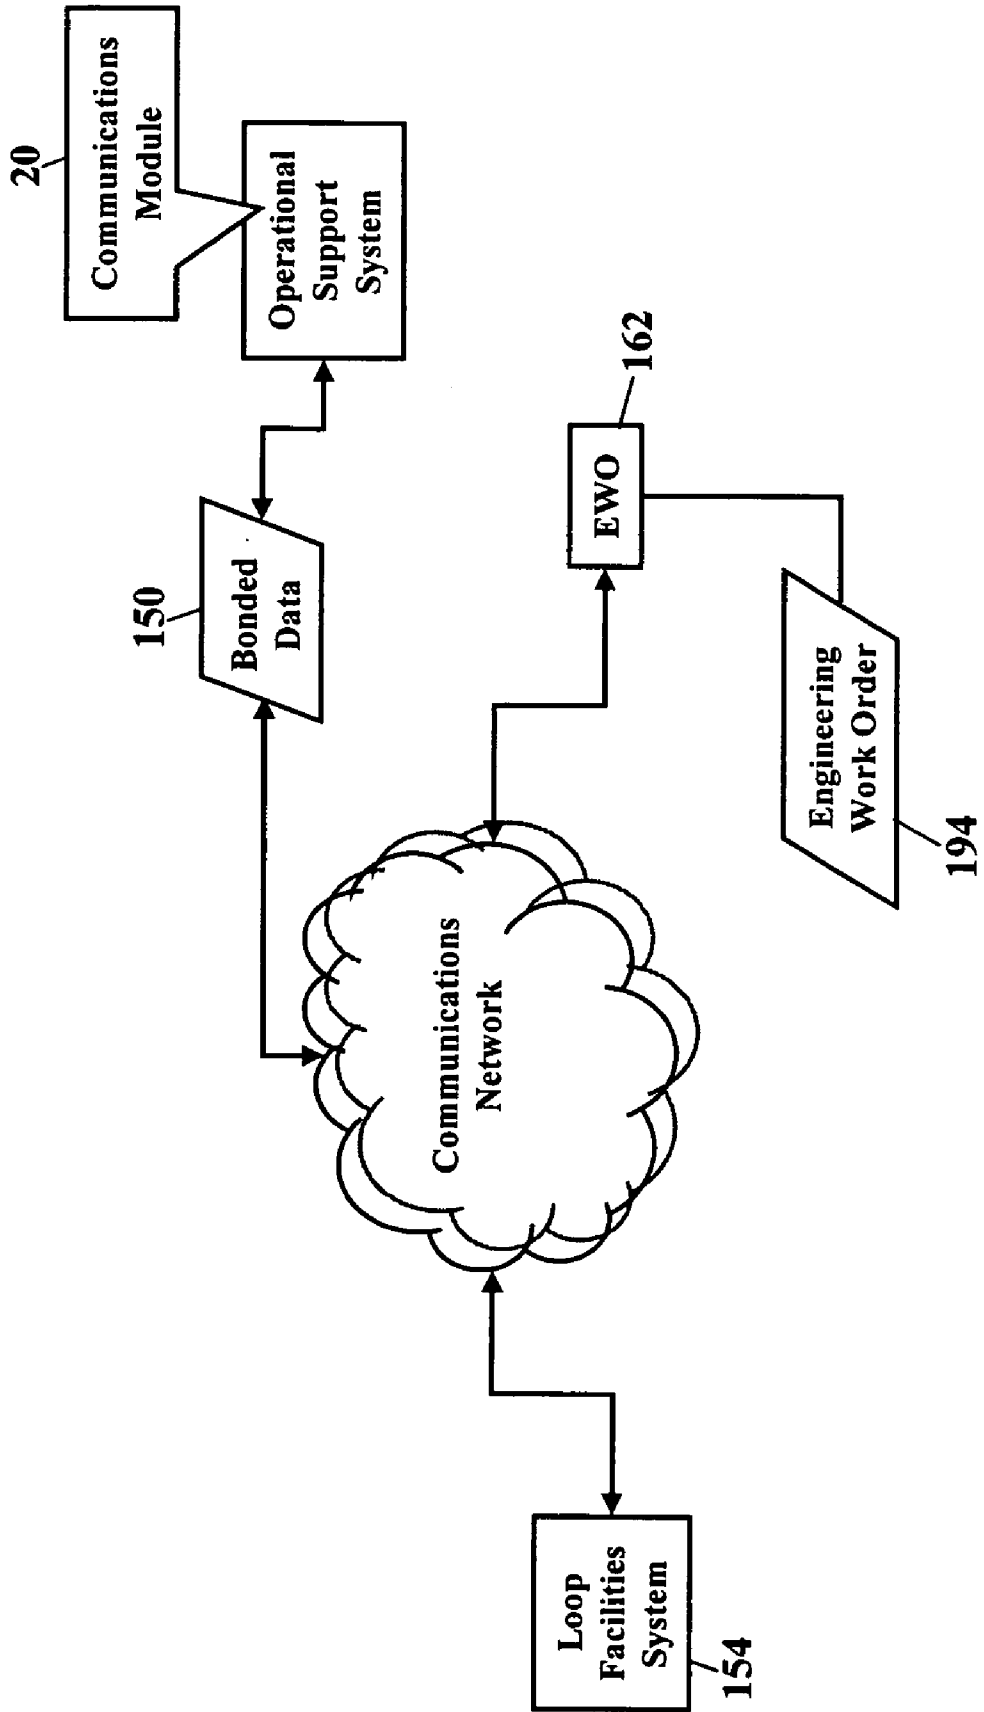 20
Communications
Module
Operational
Support
System
150
Bonded
Data
162
EWO
Engineering
Work Order
194
Communications
Network
Loop
Facilities
System
154